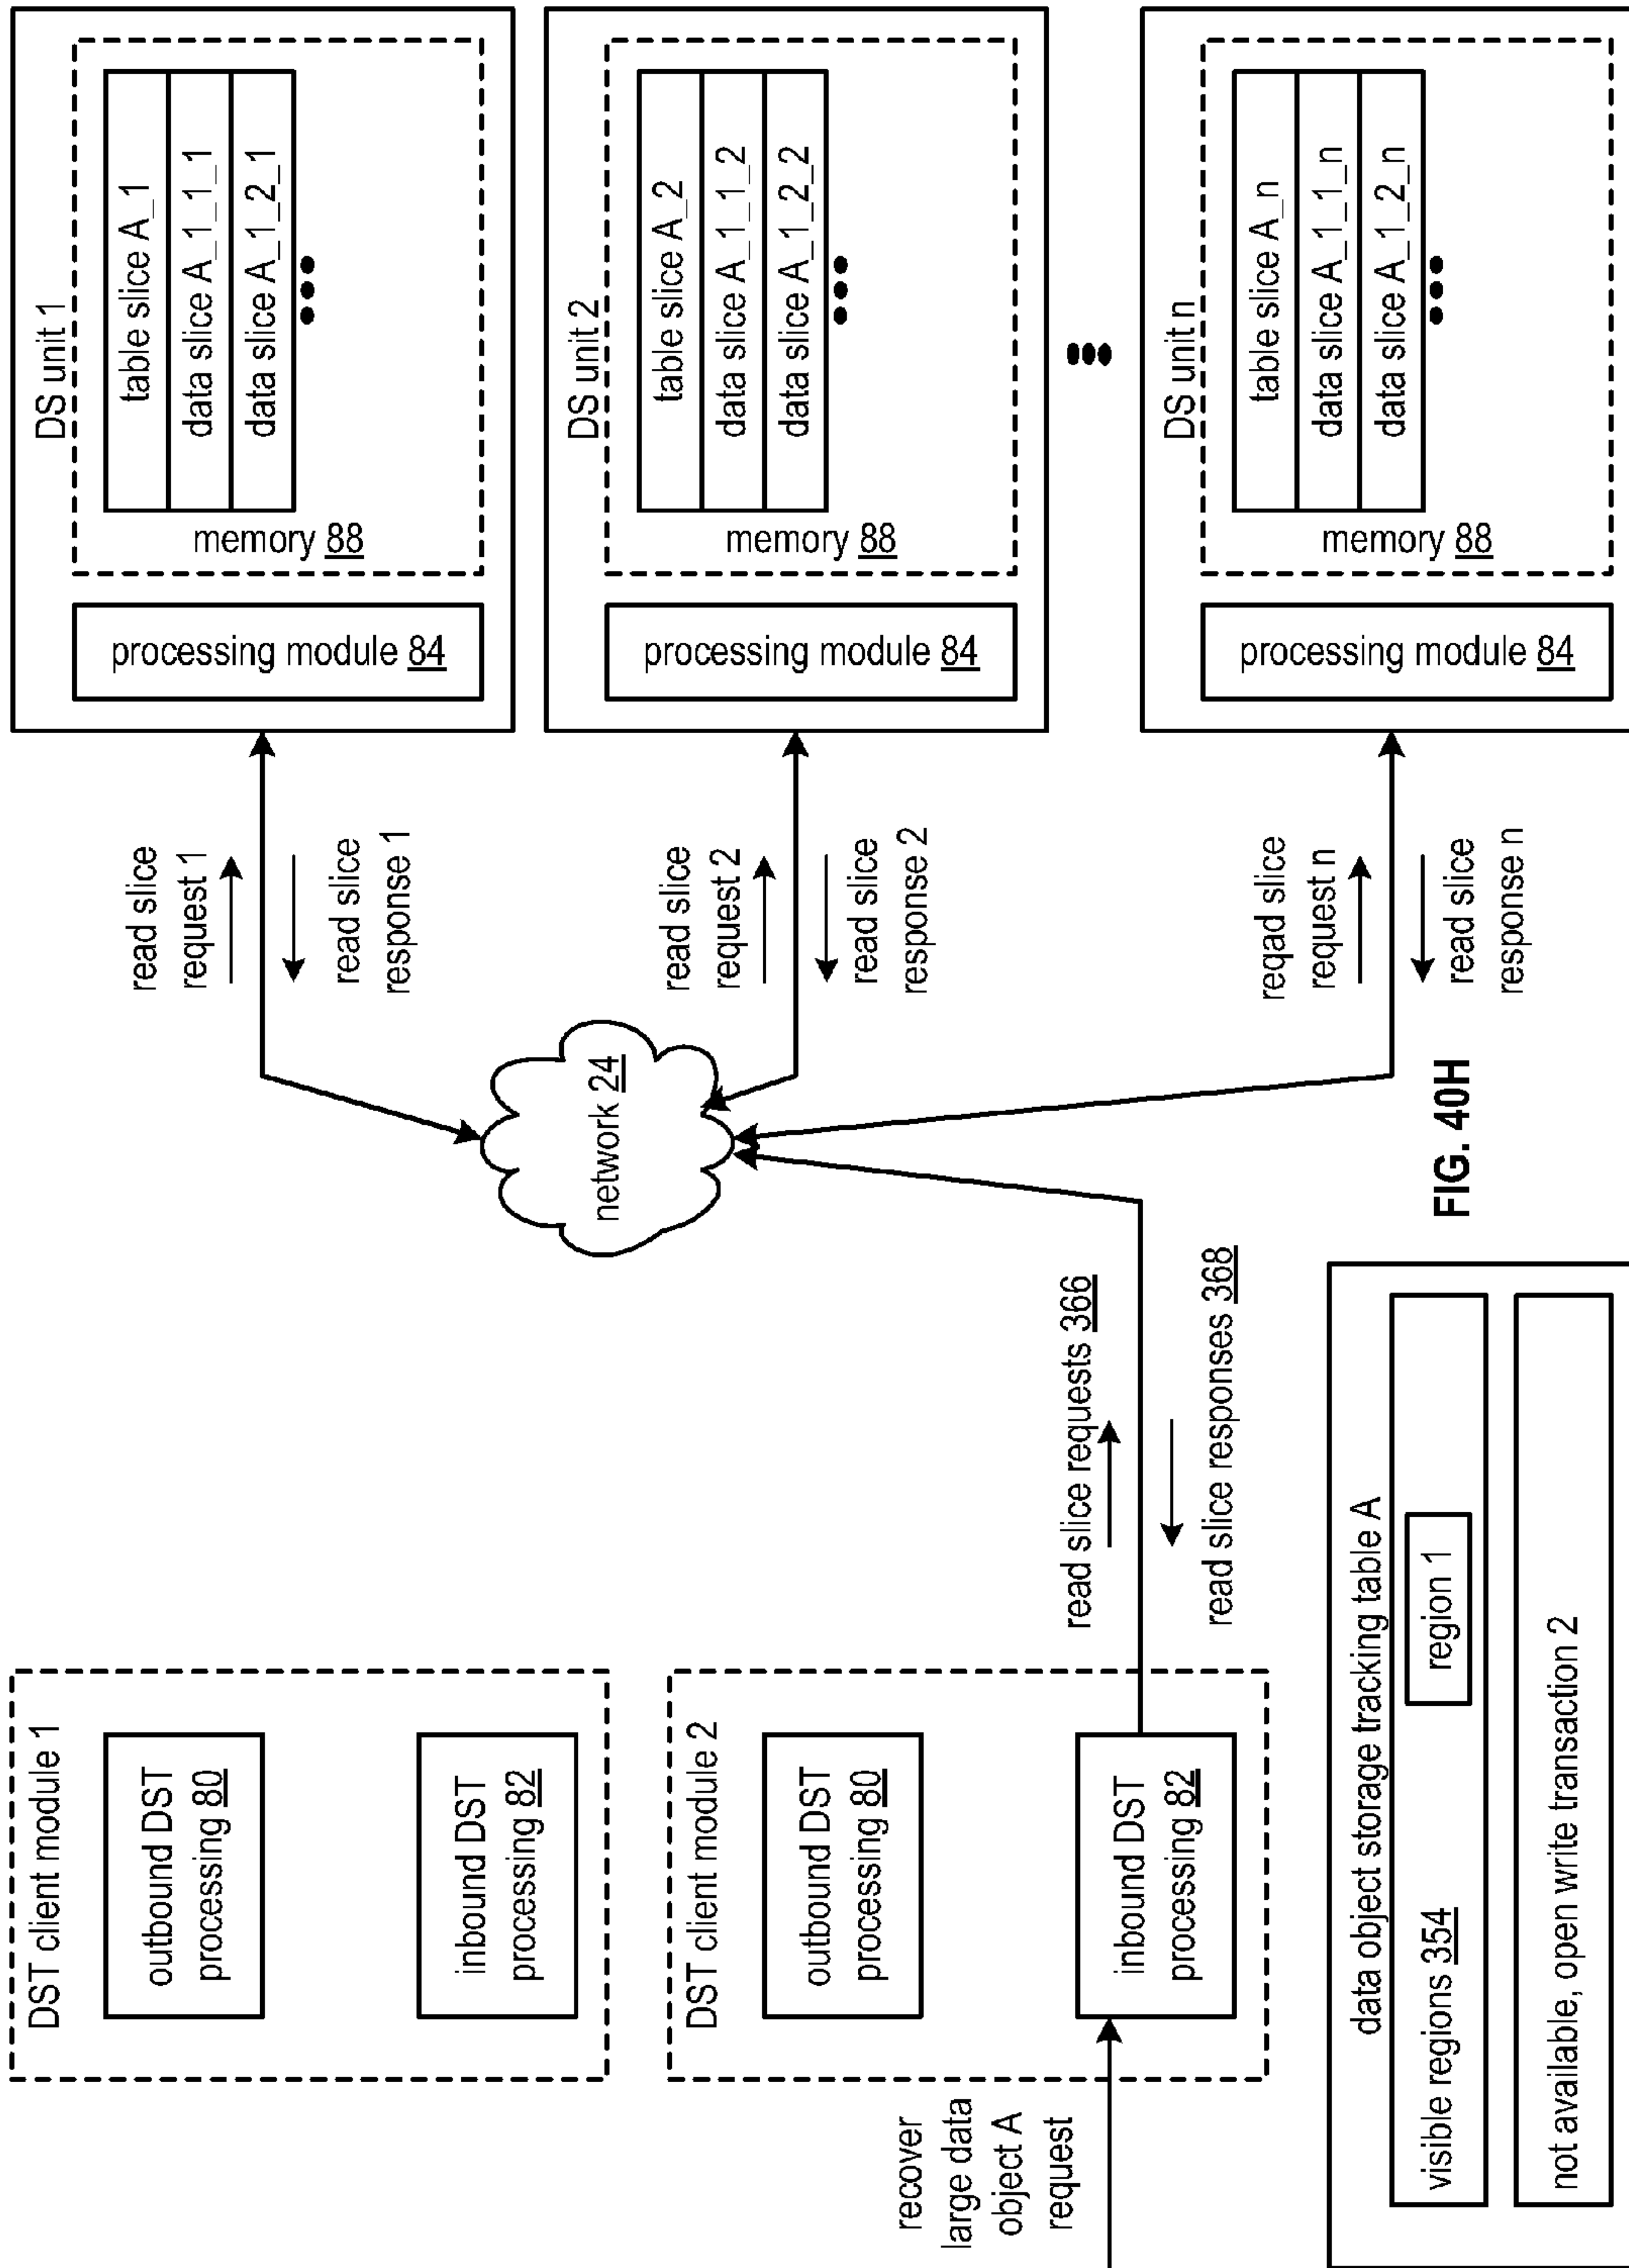 DST client module 1
outbound DST
processing 80
inbound DST
processing 82
DST client module 2
outbound DST
processing 80
inbound DST
processing 82
recover
large data
object A
request
read slice requests 366
read slice responses 368
network 24
read slice
request 1
read slice
response 1
read slice
request 2
read slice
response 2
reqad slice
request n
read slice
response n
DS unit 1
processing module 84
memory 88
table slice A_1
data slice A_1_1_1
data slice A_1_2_1
DS unit 2
processing module 84
memory 88
table slice A_2
data slice A_1_1_2
data slice A_1_2_2
DS unit n
processing module 84
memory 88
table slice A_n
data slice A_1_1_n
data slice A_1_2_n
data object storage tracking table A
visible regions 354
region 1
not available, open write transaction 2
FIG. 40H